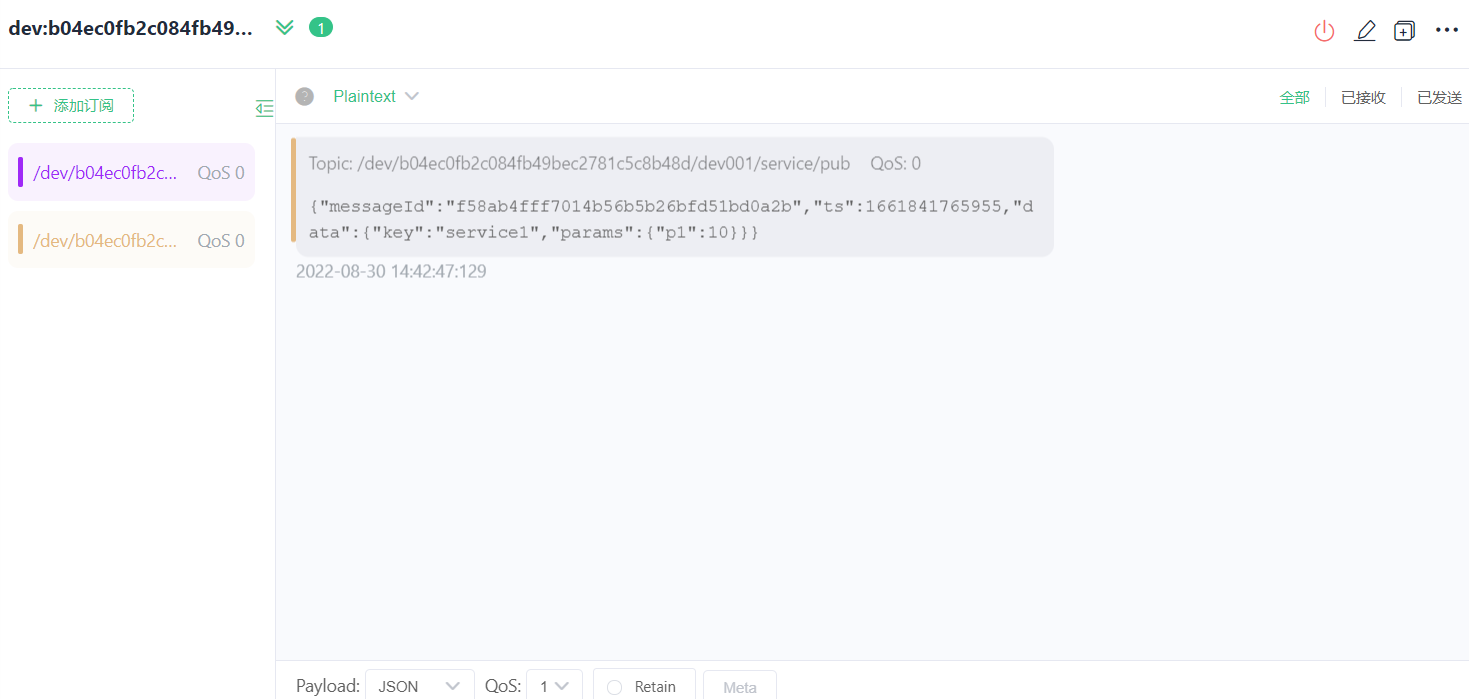 dev:b04ec0fb2c084fb49... 1
添加订阅
Plaintext
全部 已接收 已发送
/dev/b04ec0fb2c... QoS 0
/dev/b04ec0fb2c... QoS 0
Topic: /dev/b04ec0fb2c084fb49bec2781c5c8b48d/dev001/service/pub QoS: 0
{"messageId":"f58ab4fff7014b56b5b26bfd51bd0a2b","ts":1661841765955,"d
ata":{"key":"service1","params":{"p1":10}}}
2022-08-30 14:42:47:129
Payload: JSON QoS: 1 Retain Meta